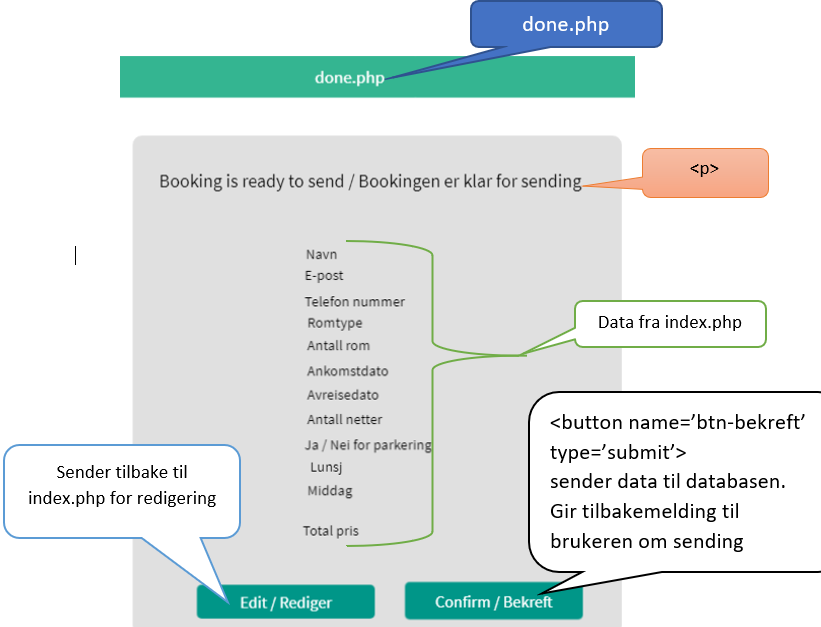 done.php
done.php
Booking is ready to send / Bookingen er klar for sending
<p>
Navn
E-post
Telefon nummer
Romtype
Antall rom
Ankomstdato
Avreisedato
Antall netter
Ja / Nei for parkering
Lunsj
Middag
Total pris
Data fra index.php
Sender tilbake til
index.php for redigering
<button name=’btn-bekreft’
type=’submit’>
sender data til databasen.
Gir tilbakemelding til
brukeren om sending
Edit / Rediger
Confirm / Bekreft